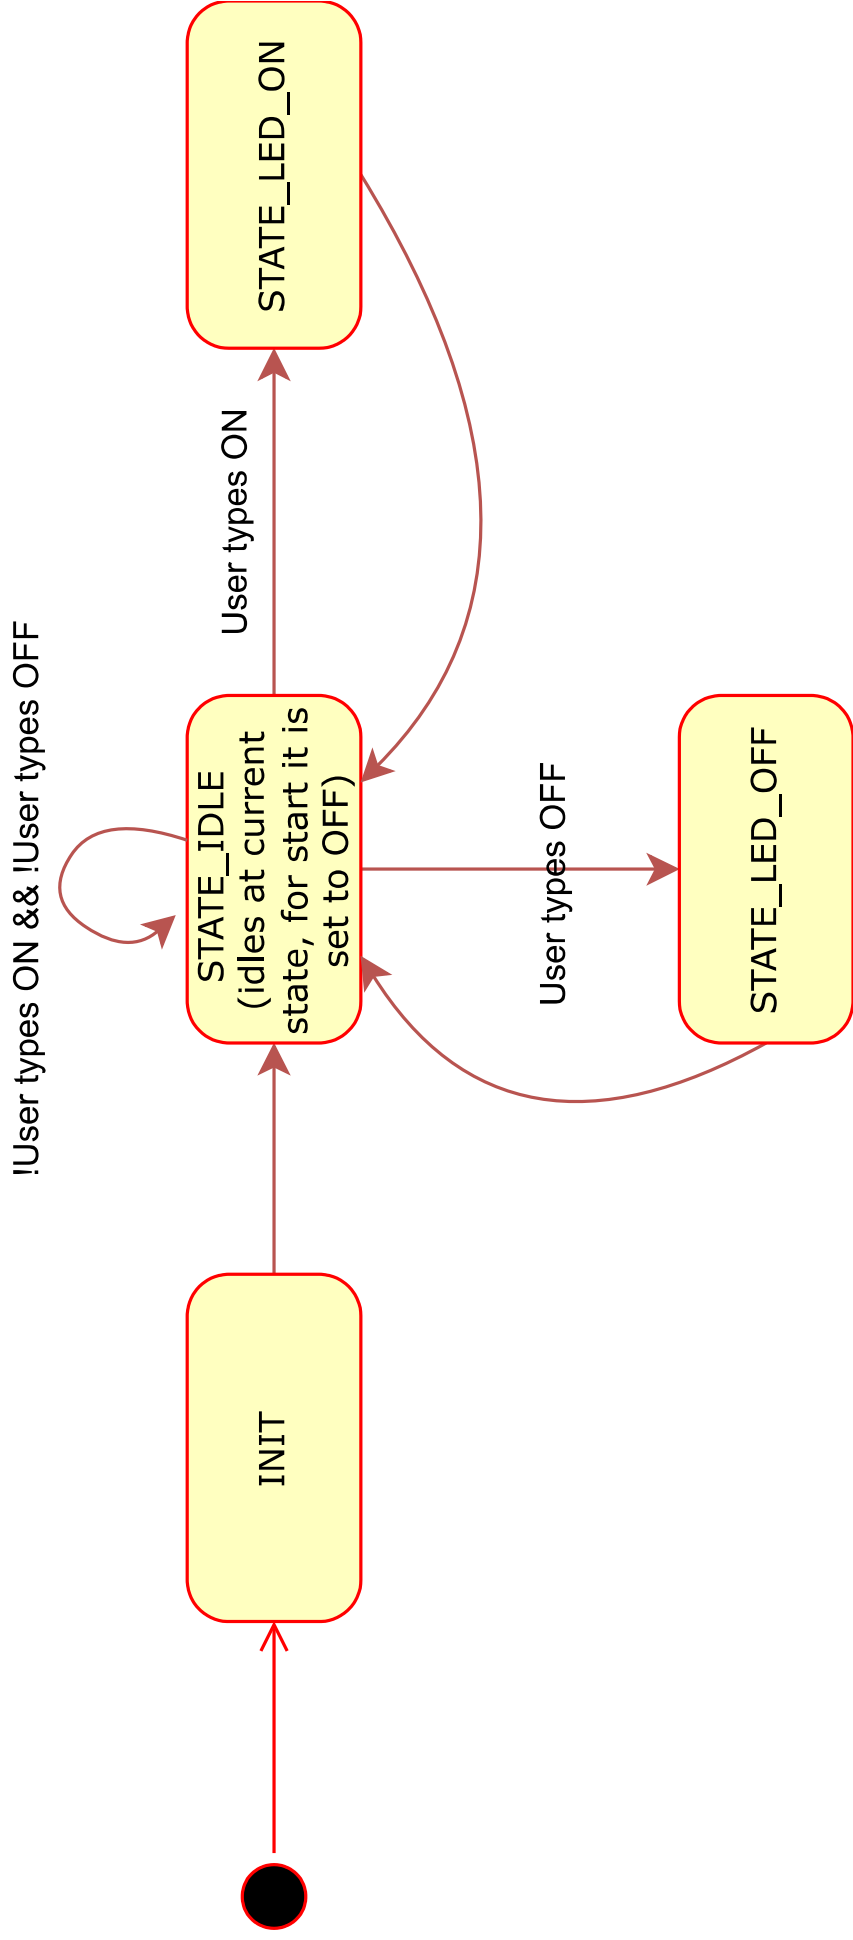 !User types ON && !User types OFF
INIT
STATE_IDLE
(idles at current
state, for start it is
set to OFF)
User types ON
STATE_LED_ON
User types OFF
STATE_LED_OFF